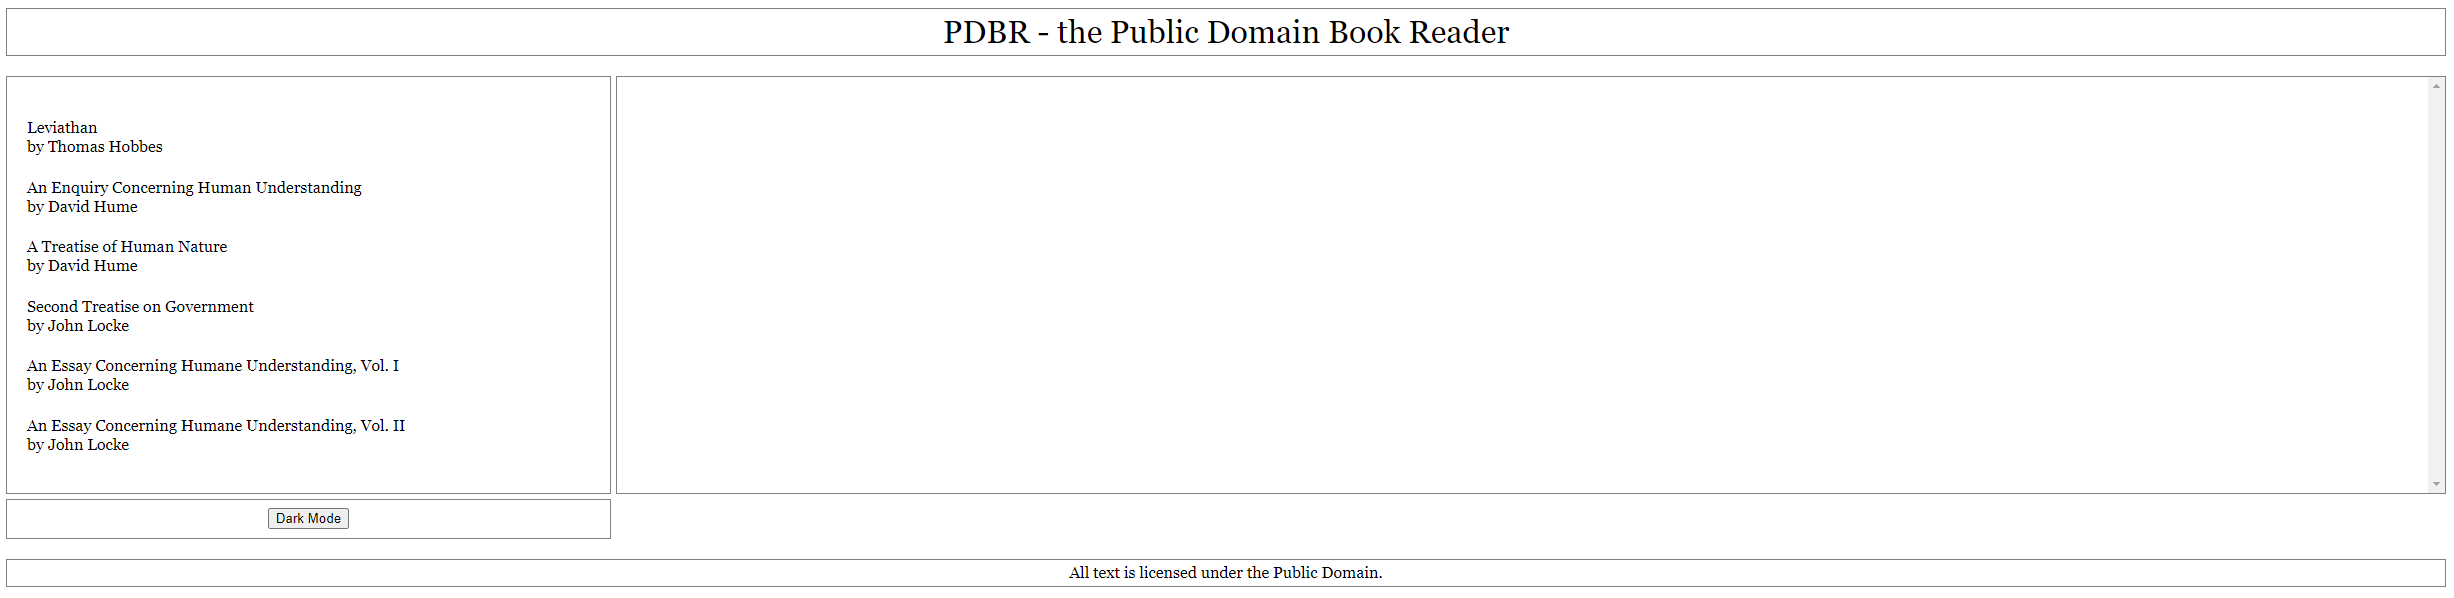 PDBR - the Public Domain Book Reader
Leviathan
by Thomas Hobbes
An Enquiry Concerning Human Understanding
by David Hume
A Treatise of Human Nature
by David Hume
Second Treatise on Government
by John Locke
An Essay Concerning Humane Understanding, Vol. I
by John Locke
An Essay Concerning Humane Understanding, Vol. II
by John Locke
Dark Mode
All text is licensed under the Public Domain.